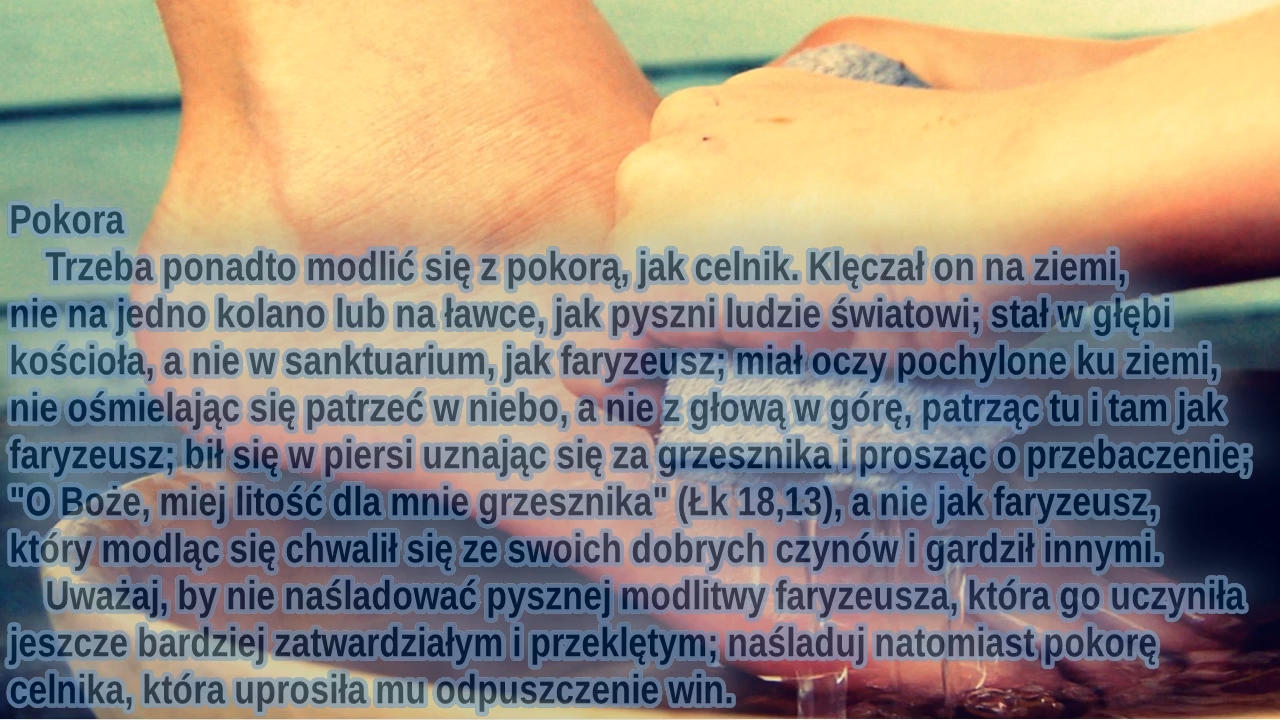 Pokora
Trzeba ponadto modlić się z pokorą, jak celnik. Klęczał on na ziemi,
nie na jedno kolano lub na ławce, jak pyszni ludzie światowi; stał w głębi
kościoła, a nie w sanktuarium, jak faryzeusz; miał oczy pochylone ku ziemi,
nie ośmielając się patrzeć w niebo, a nie z głową w górę, patrząc tu i tam jak
faryzeusz; bił się w piersi uznając się za grzesznika i prosząc o przebaczenie;
"O Boże, miej litość dla mnie grzesznika" (Łk 18,13), a nie jak faryzeusz,
który modląc się chwalił się ze swoich dobrych czynów i gardził innymi.
Uważaj, by nie naśladować pysznej modlitwy faryzeusza, która go uczyniła
jeszcze bardziej zatwardziałym i przeklętym; naśladuj natomiast pokorę
celnika, która uprosiła mu odpuszczenie win.